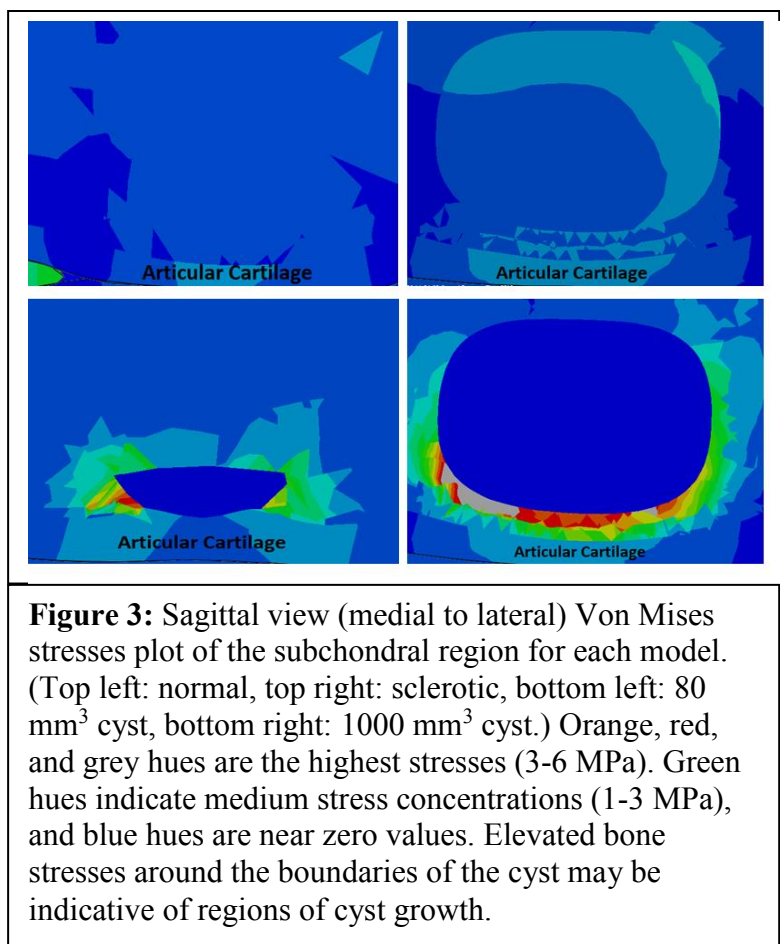 Articular Cartilage
Articular Cartilage
Articular Cartilage
Articular Cartilage
Figure 3: Sagittal view (medial to lateral) Von Mises
stresses plot of the subchondral region for each model.
(Top left: normal, top right: sclerotic, bottom left: 80
mm³ cyst, bottom right: 1000 mm³ cyst.) Orange, red,
and grey hues are the highest stresses (3-6 MPa). Green
hues indicate medium stress concentrations (1-3 MPa),
and blue hues are near zero values. Elevated bone
stresses around the boundaries of the cyst may be
indicative of regions of cyst growth.